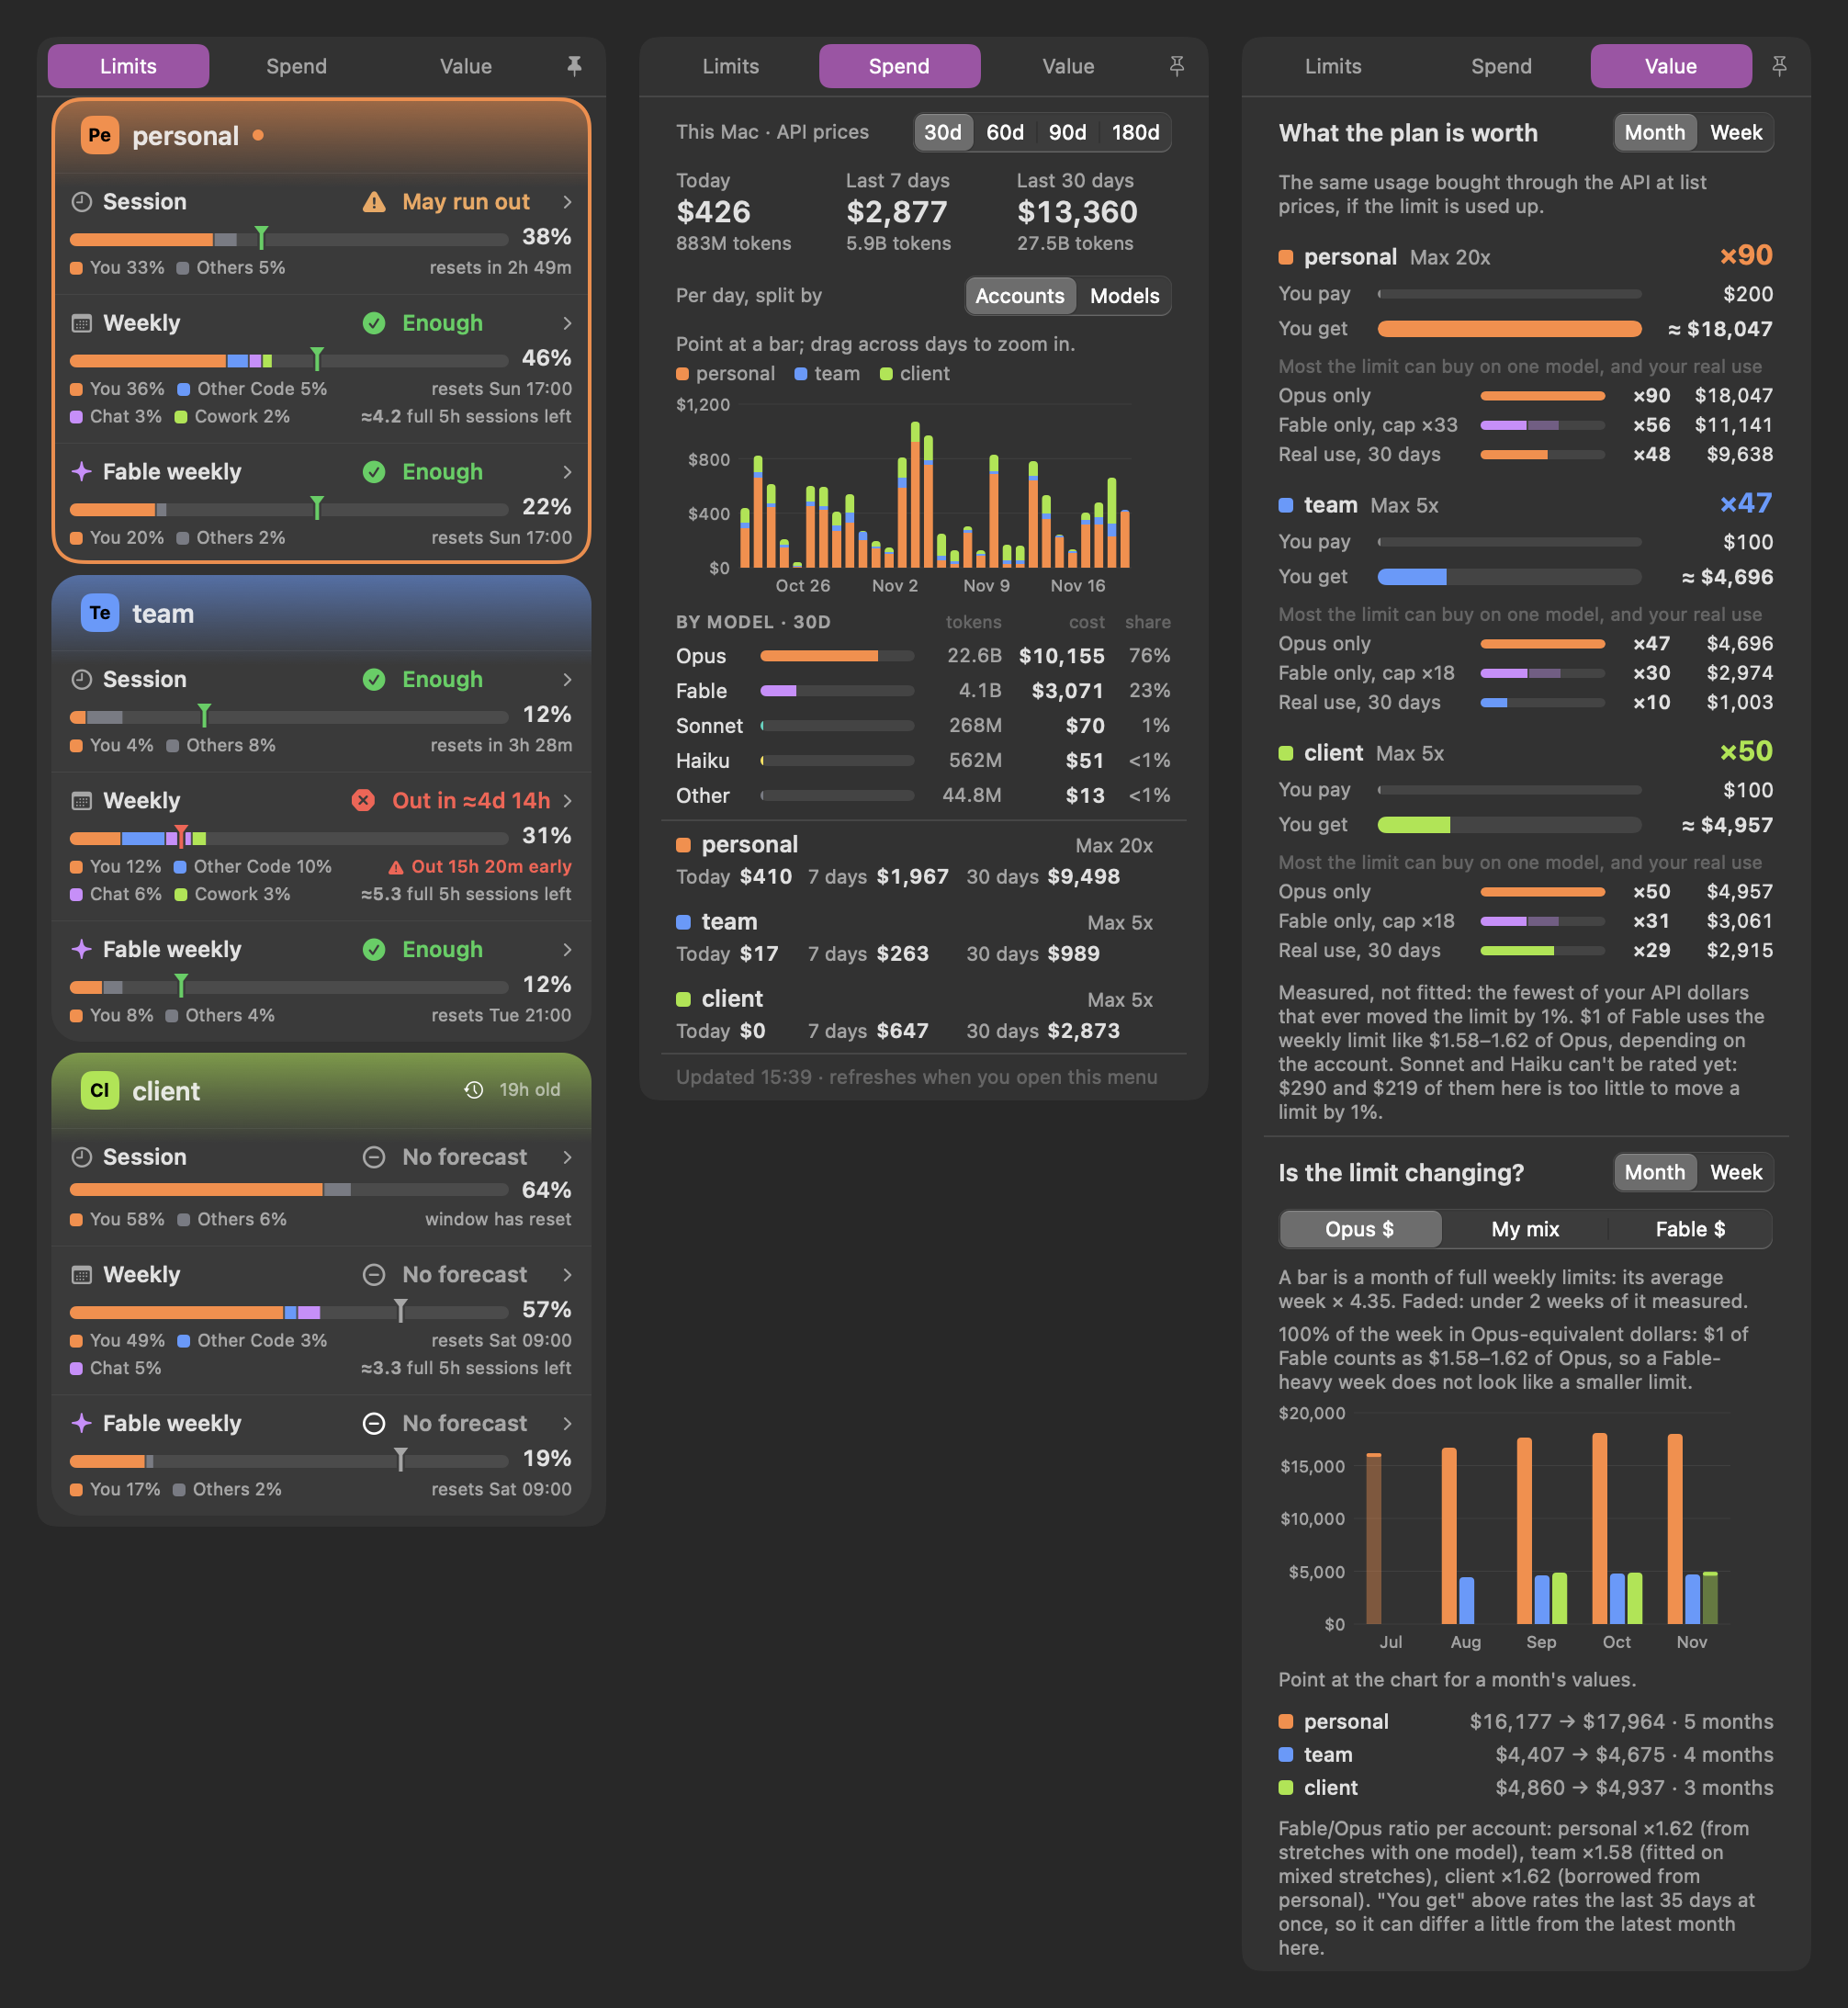 Limits
Spend
Value
Pe
personal
Session
May run out
38%
You 33%
Others 5%
resets in 2h 49m
Weekly
Enough
46%
You 36%
Other Code 5%
resets Sun 17:00
Chat 3%
Cowork 2%
≈4.2 full 5h sessions left
Fable weekly
Enough
22%
You 20%
Others 2%
resets Sun 17:00
Te
team
Session
Enough
12%
You 4%
Others 8%
resets in 3h 28m
Weekly
Out in ≈4d 14h
31%
You 12%
Other Code 10%
Out 15h 20m early
Chat 6%
Cowork 3%
≈5.3 full 5h sessions left
Fable weekly
Enough
12%
You 8%
Others 4%
resets Tue 21:00
Cl
client
19h old
Session
No forecast
64%
You 58%
Others 6%
window has reset
Weekly
No forecast
57%
You 49%
Other Code 3%
resets Sat 09:00
Chat 5%
≈3.3 full 5h sessions left
Fable weekly
No forecast
19%
You 17%
Others 2%
resets Sat 09:00
Limits
Spend
Value
This Mac · API prices
30d
60d
90d
180d
Today
Last 7 days
Last 30 days
$426
$2,877
$13,360
883M tokens
5.9B tokens
27.5B tokens
Per day, split by
Accounts
Models
Point at a bar; drag across days to zoom in.
personal
team
client
$1,200
$800
$400
$0
Oct 26
Nov 2
Nov 9
Nov 16
BY MODEL · 30D
tokens
cost
share
Opus
22.6B
$10,155
76%
Fable
4.1B
$3,071
23%
Sonnet
268M
$70
1%
Haiku
562M
$51
<1%
Other
44.8M
$13
<1%
personal
Max 20x
Today $410
7 days $1,967
30 days $9,498
team
Max 5x
Today $17
7 days $263
30 days $989
client
Max 5x
Today $0
7 days $647
30 days $2,873
Updated 15:39 · refreshes when you open this menu
Limits
Spend
Value
What the plan is worth
Month
Week
The same usage bought through the API at list
prices, if the limit is used up.
personal Max 20x
×90
You pay
$200
You get
≈ $18,047
Most the limit can buy on one model, and your real use
Opus only
×90
$18,047
Fable only, cap ×33
×56
$11,141
Real use, 30 days
×48
$9,638
team Max 5x
×47
You pay
$100
You get
≈ $4,696
Most the limit can buy on one model, and your real use
Opus only
×47
$4,696
Fable only, cap ×18
×30
$2,974
Real use, 30 days
×10
$1,003
client Max 5x
×50
You pay
$100
You get
≈ $4,957
Most the limit can buy on one model, and your real use
Opus only
×50
$4,957
Fable only, cap ×18
×31
$3,061
Real use, 30 days
×29
$2,915
Measured, not fitted: the fewest of your API dollars
that ever moved the limit by 1%. $1 of Fable uses the
weekly limit like $1.58–1.62 of Opus, depending on
the account. Sonnet and Haiku can't be rated yet:
$290 and $219 of them here is too little to move a
limit by 1%.
Is the limit changing?
Month
Week
Opus $
My mix
Fable $
A bar is a month of full weekly limits: its average
week × 4.35. Faded: under 2 weeks of it measured.
100% of the week in Opus-equivalent dollars: $1 of
Fable counts as $1.58–1.62 of Opus, so a Fable-
heavy week does not look like a smaller limit.
$20,000
$15,000
$10,000
$5,000
$0
Jul
Aug
Sep
Oct
Nov
Point at the chart for a month's values.
personal
$16,177 → $17,964 · 5 months
team
$4,407 → $4,675 · 4 months
client
$4,860 → $4,937 · 3 months
Fable/Opus ratio per account: personal ×1.62 (from
stretches with one model), team ×1.58 (fitted on
mixed stretches), client ×1.62 (borrowed from
personal). "You get" above rates the last 35 days at
once, so it can differ a little from the latest month
here.